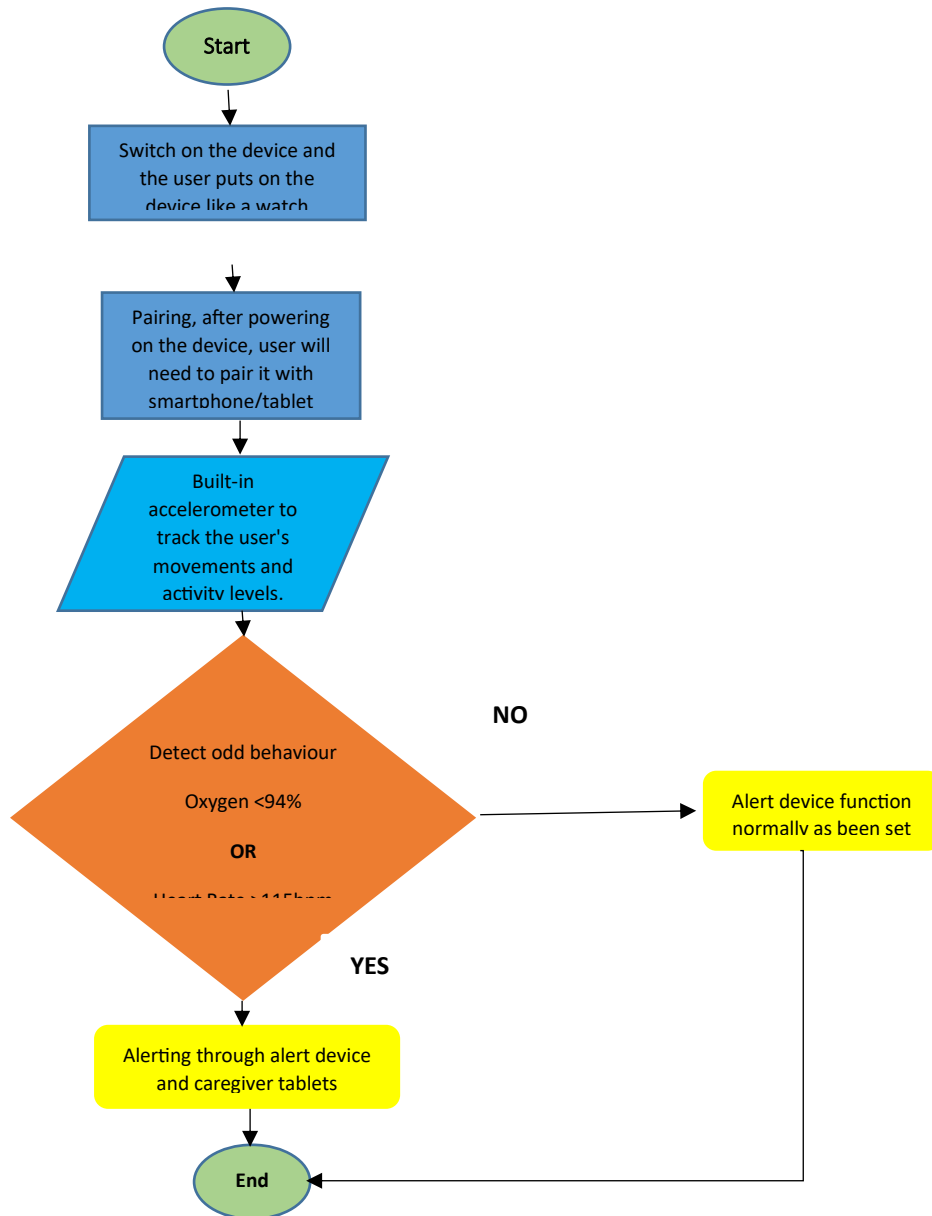 Start
Switch on the device and
the user puts on the
device like a watch
Pairing, after powering
on the device, user will
need to pair it with
smartphone/tablet
Built-in
accelerometer to
track the user's
movements and
activity levels.
Detect odd behaviour
Oxygen <94%
OR
Heart Rate >115bpm
NO
Alert device function
normally as been set
YES
Alerting through alert device
and caregiver tablets
End